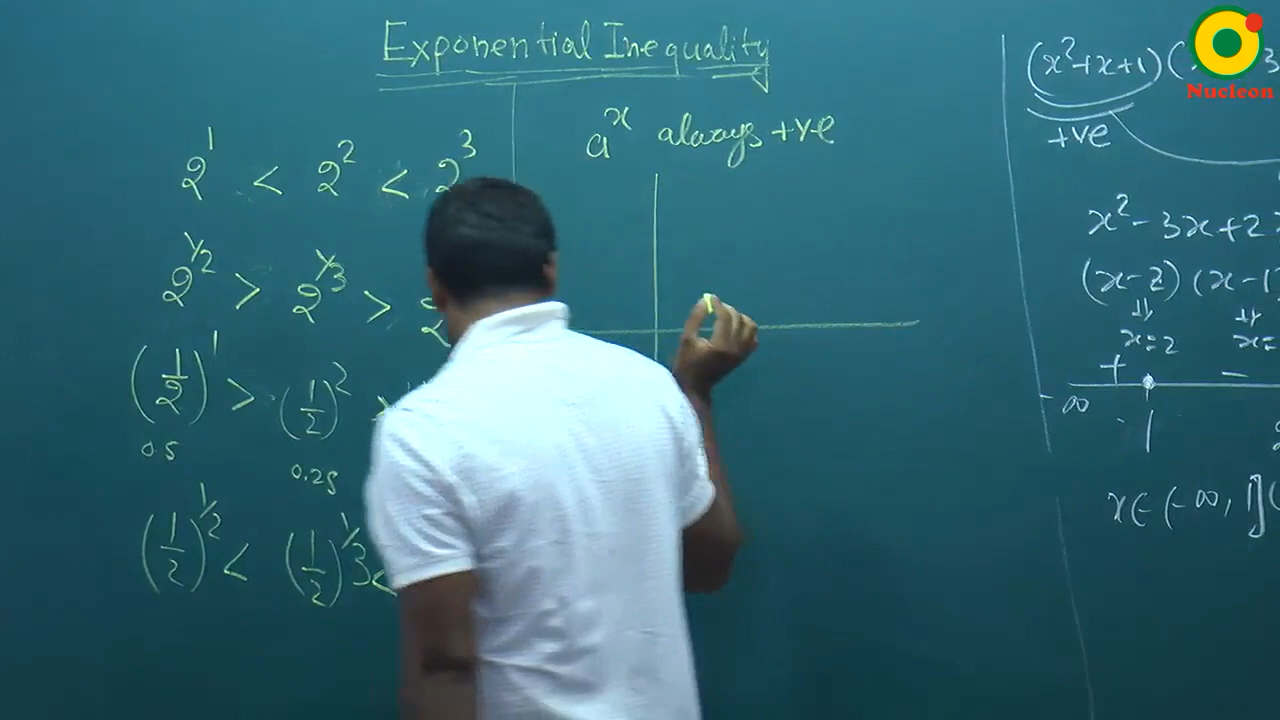 Exponential Inequality
2^1 < 2^2 < 2^3
2^1/2 > 2^1/3 >
(1/2)^1 > (1/2)^2 >
0.5 0.25
(1/2)^1/2 < (1/2)^1/3 <
a^x always +ve
(x^2+x+1)(
+ve
x^2 - 3x + 2
(x-2) (x-1)
⇓ ⇓
x=2 x=
+ -
-∞
1
x ∈ (-∞, 1]
Nucleon